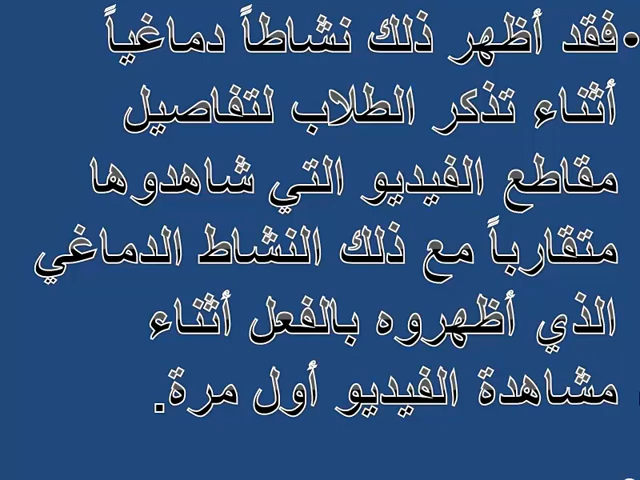 •فقد أظهر ذلك نشاطاً دماغياً
أثناء تذكر الطلاب لتفاصيل
مقاطع الفيديو التي شاهدوها
متقارباً مع ذلك النشاط الدماغي
الذي أظهروه بالفعل أثناء
مشاهدة الفيديو أول مرة.